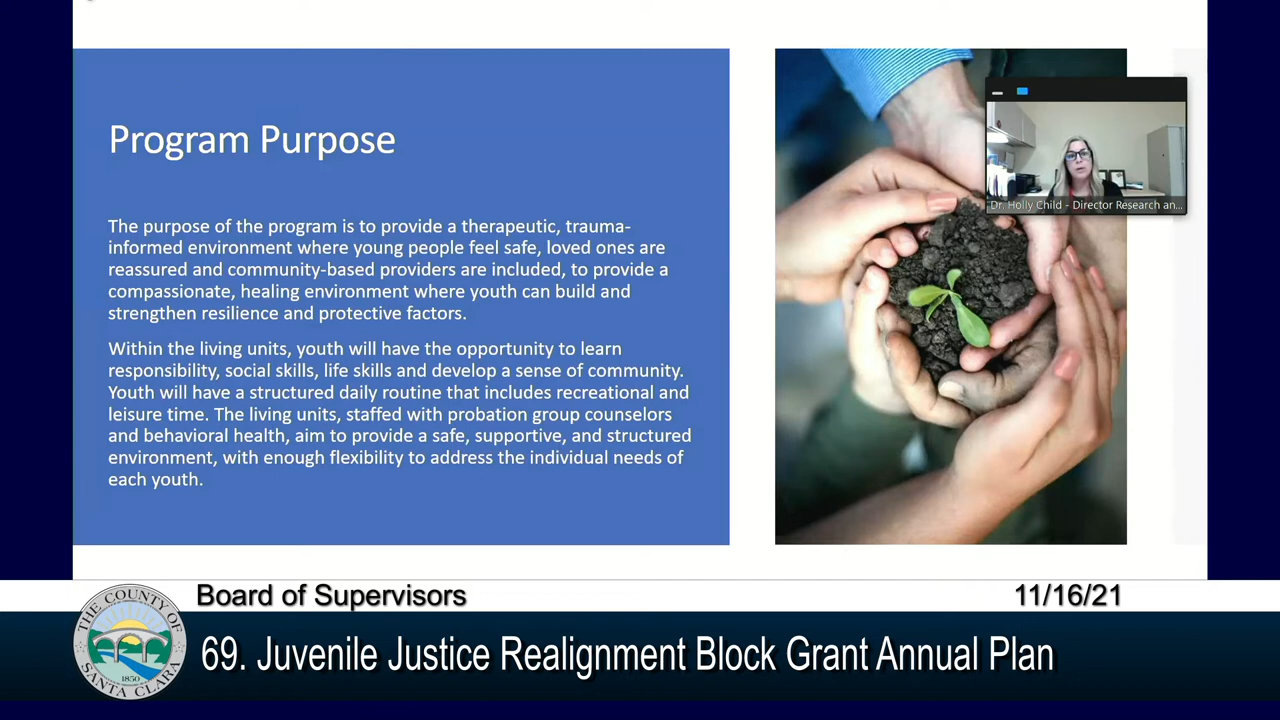 Program Purpose
The purpose of the program is to provide a therapeutic, trauma-
informed environment where young people feel safe, loved ones are
reassured and community-based providers are included, to provide a
compassionate, healing environment where youth can build and
strengthen resilience and protective factors.
Within the living units, youth will have the opportunity to learn
responsibility, social skills, life skills and develop a sense of community.
Youth will have a structured daily routine that includes recreational and
leisure time. The living units, staffed with probation group counselors
and behavioral health, aim to provide a safe, supportive, and structured
environment, with enough flexibility to address the individual needs of
each youth.
Dr. Holly Child - Director Research an...
Board of Supervisors
11/16/21
THE COUNTY OF
SANTA CLARA
1850
69. Juvenile Justice Realignment Block Grant Annual Plan